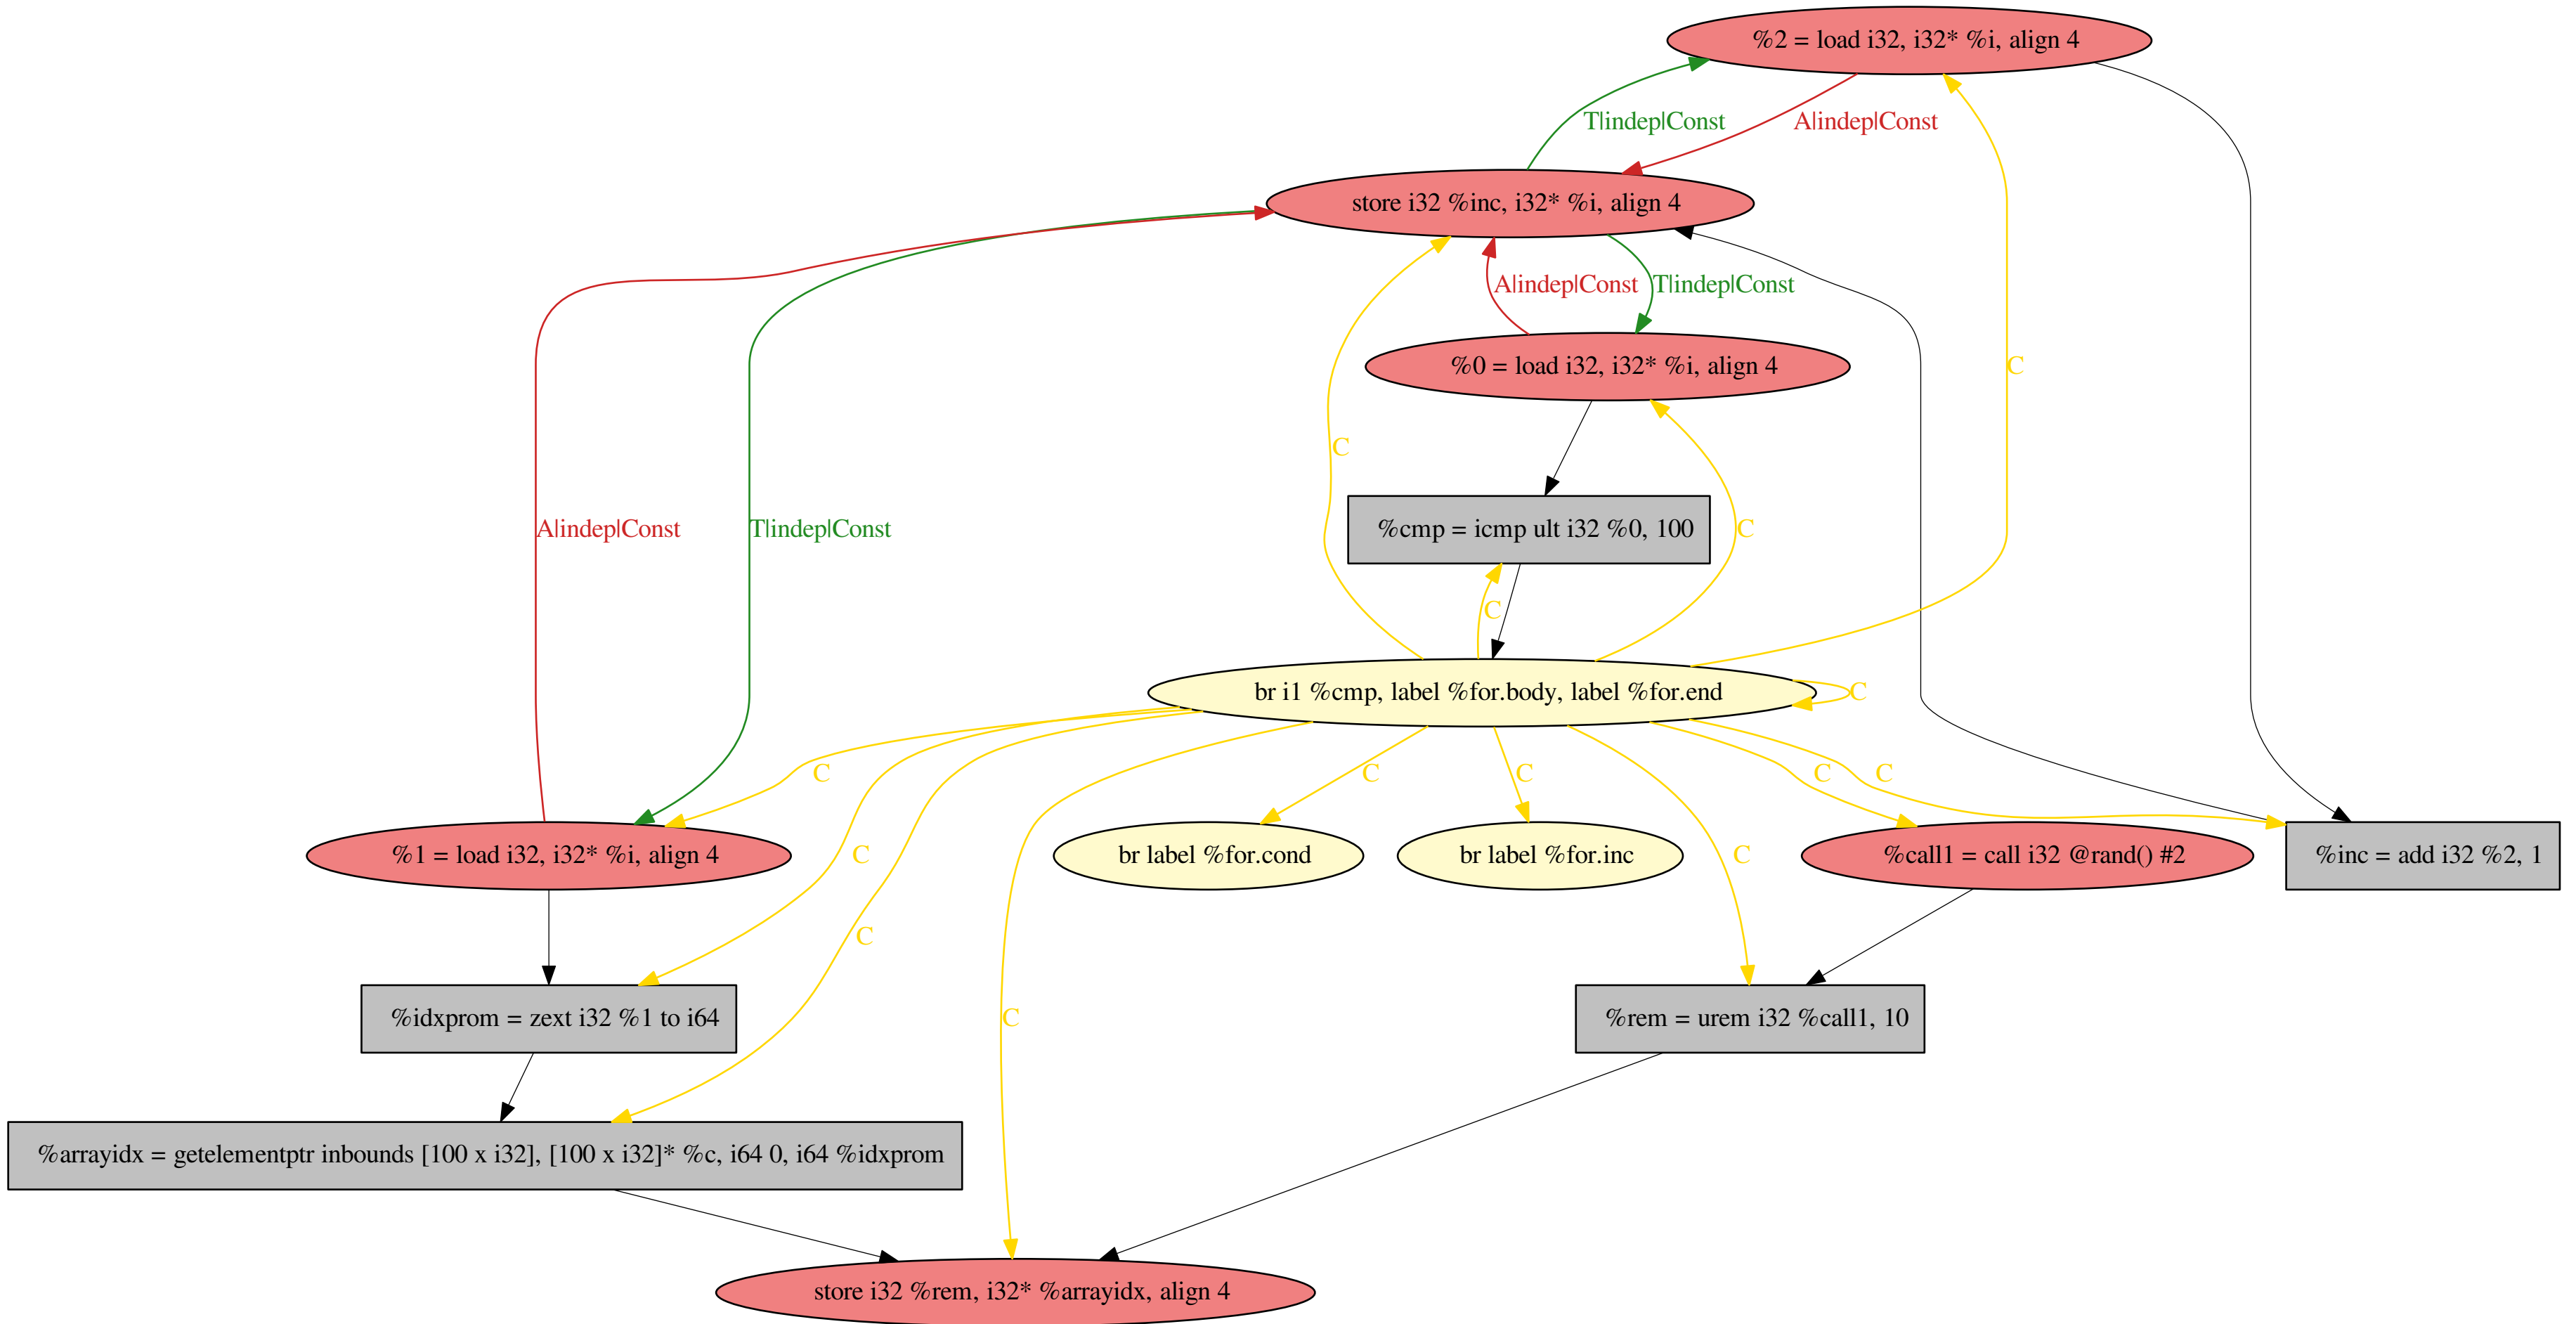 %2 = load i32, i32* %i, align 4
T|indep|Const
A|indep|Const
store i32 %inc, i32* %i, align 4
A|indep|Const
T|indep|Const
%0 = load i32, i32* %i, align 4
C
C
A|indep|Const
T|indep|Const
%cmp = icmp ult i32 %0, 100
C
C
br i1 %cmp, label %for.body, label %for.end
C
C
C
C
C
C
%1 = load i32, i32* %i, align 4
C
br label %for.cond
br label %for.inc
C
%call1 = call i32 @rand() #2
%inc = add i32 %2, 1
C
%idxprom = zext i32 %1 to i64
C
%rem = urem i32 %call1, 10
%arrayidx = getelementptr inbounds [100 x i32], [100 x i32]* %c, i64 0, i64 %idxprom
store i32 %rem, i32* %arrayidx, align 4